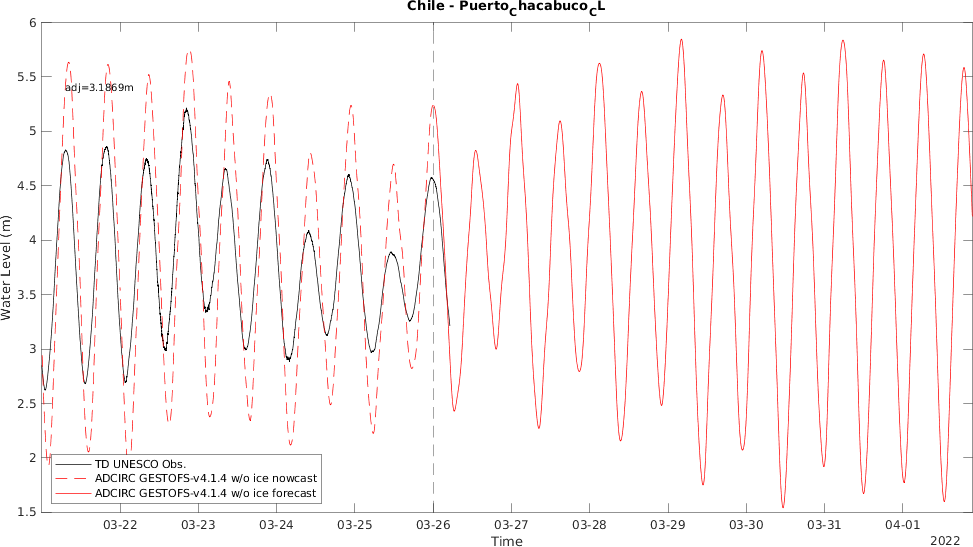 Chile - PuertoChacabucoCL
adj=3.1869m
Water Level (m)
6
5.5
5
4.5
4
3.5
3
2.5
2
1.5
TD UNESCO Obs.
ADCIRC GESTOFS-v4.1.4 w/o ice nowcast
ADCIRC GESTOFS-v4.1.4 w/o ice forecast
03-22 03-23 03-24 03-25 03-26 03-27 03-28 03-29 03-30 03-31 04-01
Time
2022